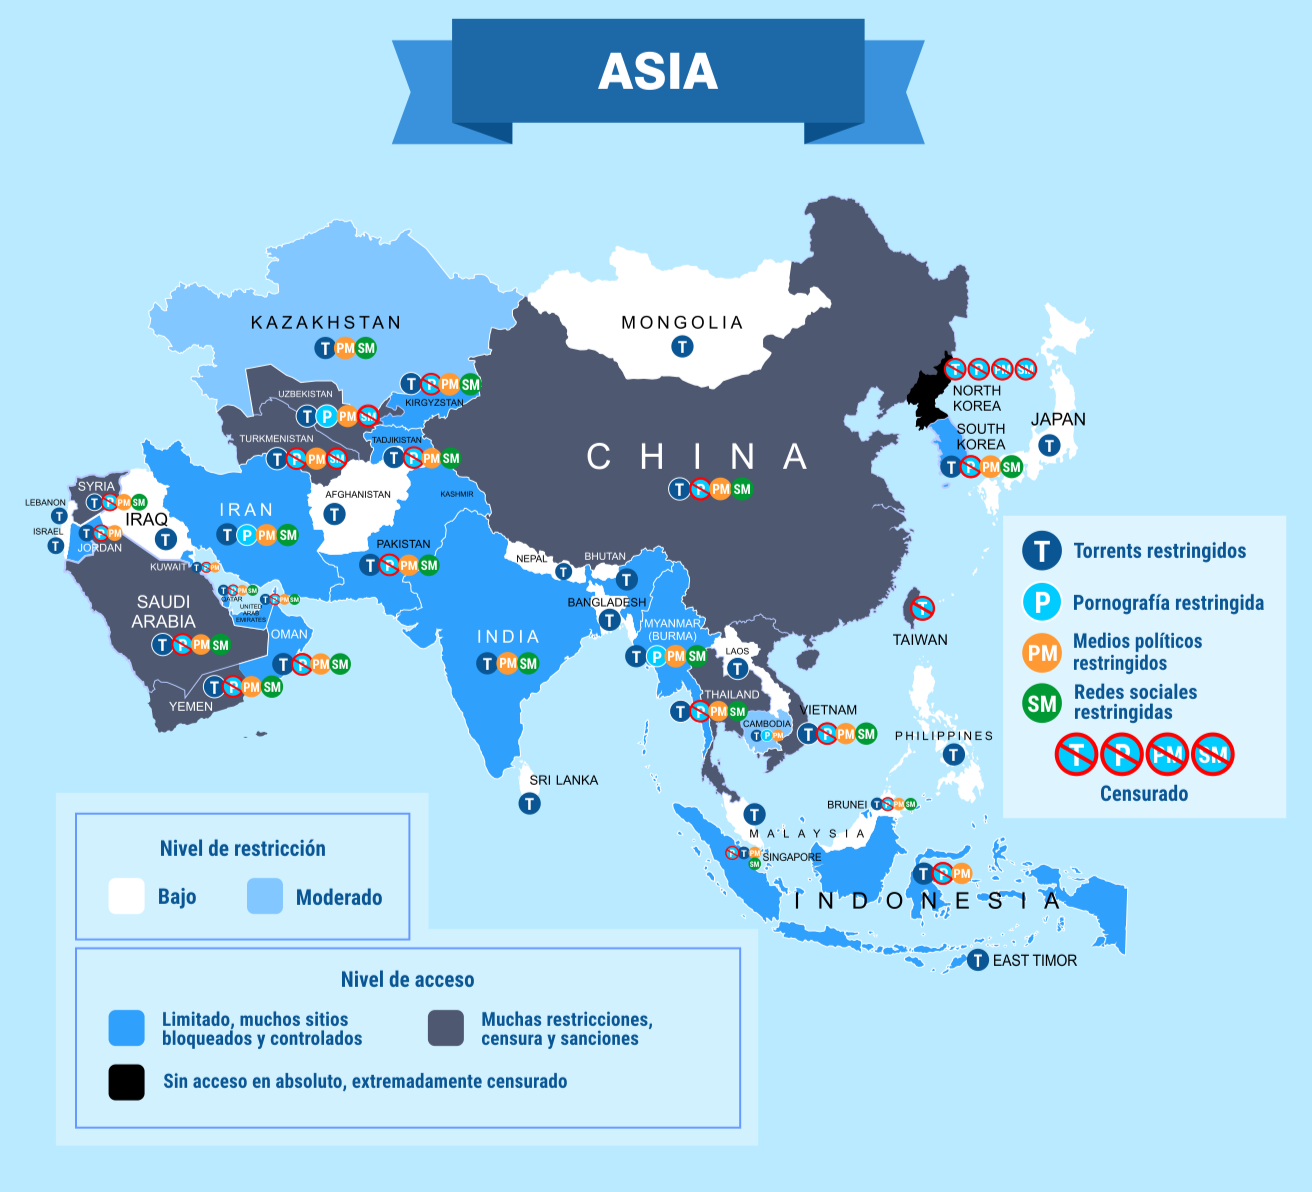 ASIA
KAZAKHSTAN
T PM SM
MONGOLIA
T
UZBEKISTAN
T P PM SM
T P PM SM
KIRGYZSTAN
TURKMENISTAN
T P PM SM
TADJIKISTAN
T P PM SM
T P PM SM
NORTH
KOREA
SOUTH
KOREA
T P PM SM
JAPAN
T
CHINA
T P PM SM
SYRIA
T P PM SM
LEBANON
T
ISRAEL
T
IRAQ
T
T P PM
JORDAN
IRAN
T P PM SM
AFGHANISTAN
T
KASHMIR
PAKISTAN
T P PM SM
KUWAIT
T P PM
T P PM SM
QATAR
T P PM SM
UNITED
ARAB
EMIRATES
SAUDI
ARABIA
T P PM SM
OMAN
T P PM SM
T P PM SM
YEMEN
NEPAL
T
BHUTAN
T
BANGLADESH
T
INDIA
T PM SM
MYANMAR
(BURMA)
T P PM SM
LAOS
T
THAILAND
T P PM SM
CAMBODIA
T P PM
VIETNAM
T P PM SM
T
TAIWAN
PHILIPPINES
T
SRI LANKA
T
BRUNEI
T P PM SM
T
MALAYSIA
P T PM
SM
SINGAPORE
T P PM
INDONESIA
T
EAST TIMOR
T
Torrents restringidos
P
Pornografía restringida
PM
Medios políticos
restringidos
SM
Redes sociales
restringidas
T P PM SM
Censurado
Nivel de restricción
Bajo
Moderado
Nivel de acceso
Limitado, muchos sitios
bloqueados y controlados
Muchas restricciones,
censura y sanciones
Sin acceso en absoluto, extremadamente censurado